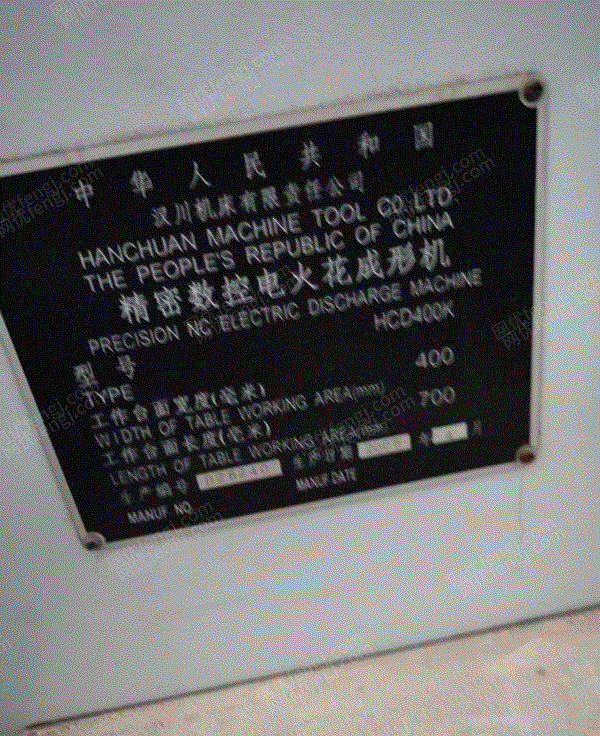 中华人民共和国
汉川机床有限责任公司
HANCHUAN MACHINE TOOL CO.LTD
THE PEOPLE'S REPUBLIC OF CHINA
精密数控电火花成形机
PRECISION NC ELECTRIC DISCHARGE MACHINE
型号 HCD400K
TYPE
工作台面宽度(毫米) 400
WIDTH OF TABLE WORKING AREA(mm)
工作台面长度(毫米) 700
LENGTH OF TABLE WORKING AREA(mm)
生产编号 生产日期 年 月
MANUF. NO. MANUF.DATE